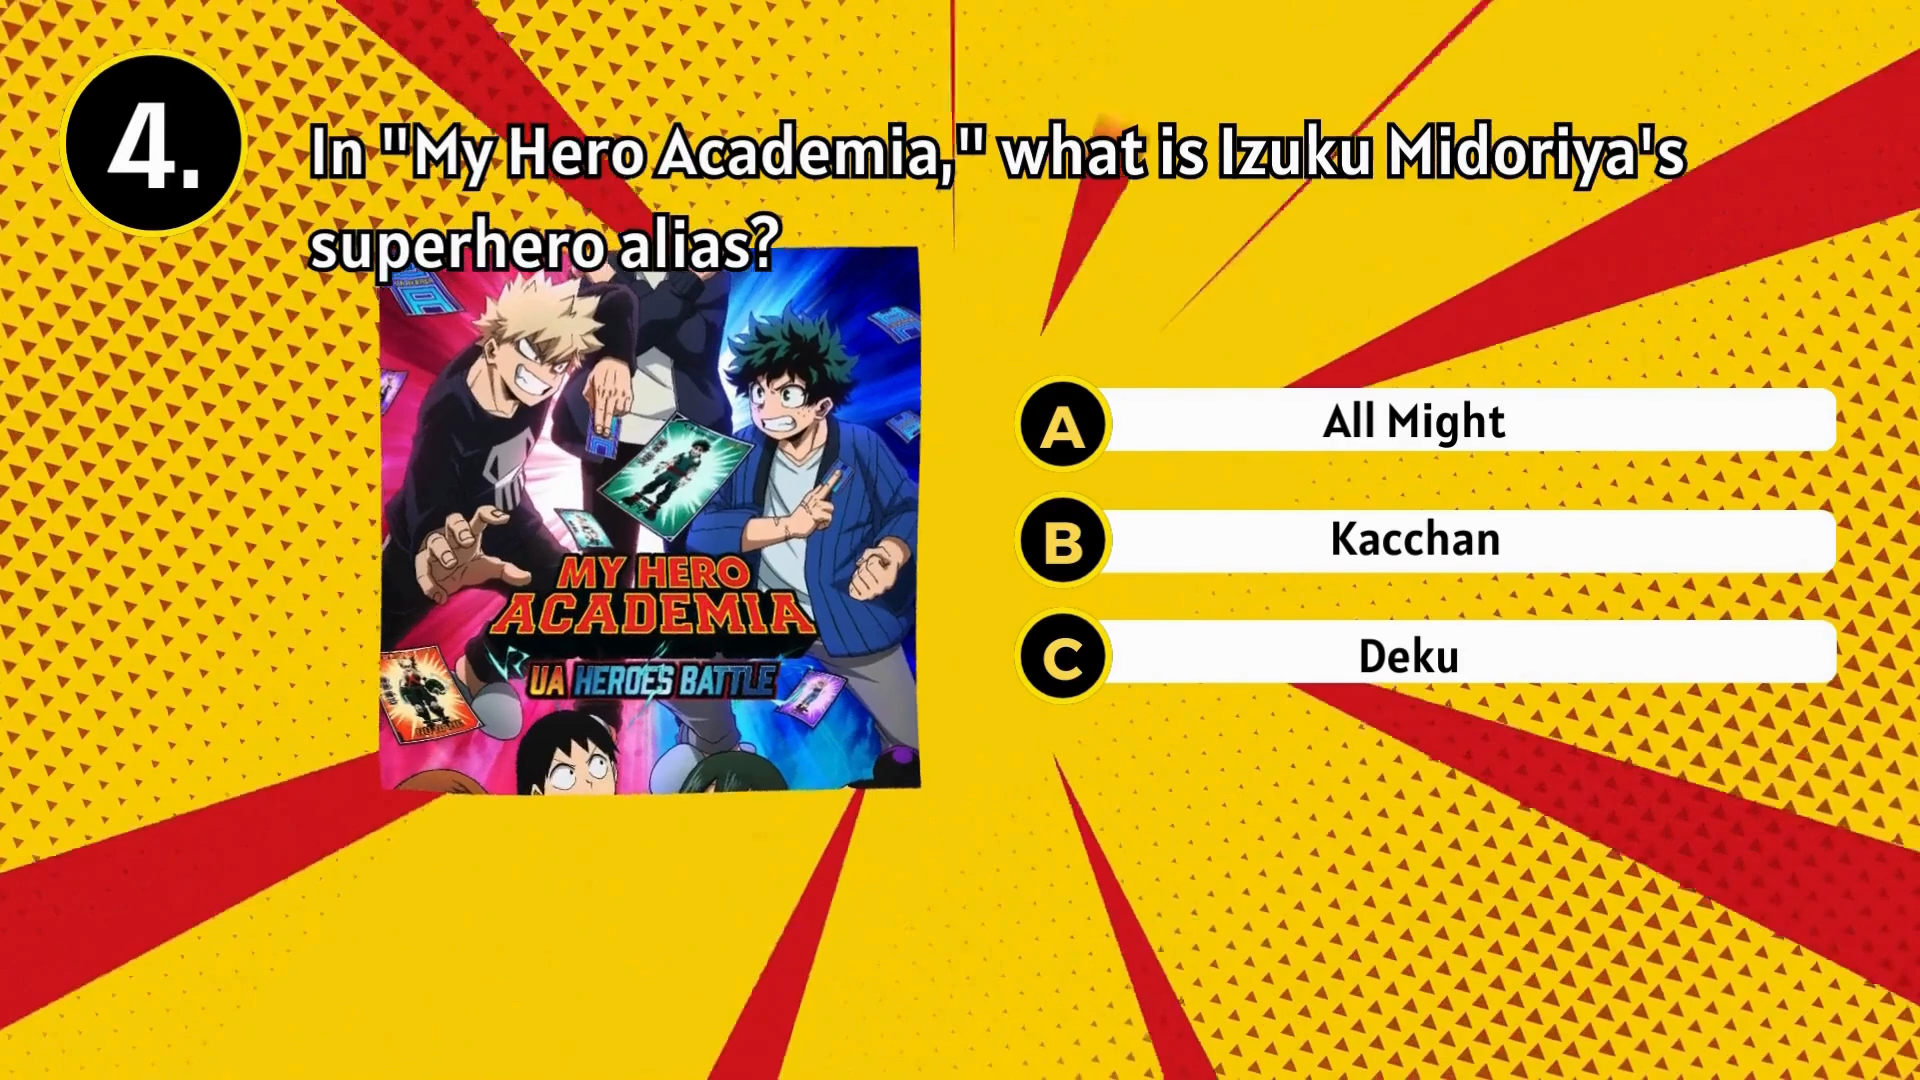 4.
In "My Hero Academia," what is Izuku Midoriya's
superhero alias?
A
All Might
B
Kacchan
C
Deku
MY HERO
ACADEMIA
UA HEROES BATTLE